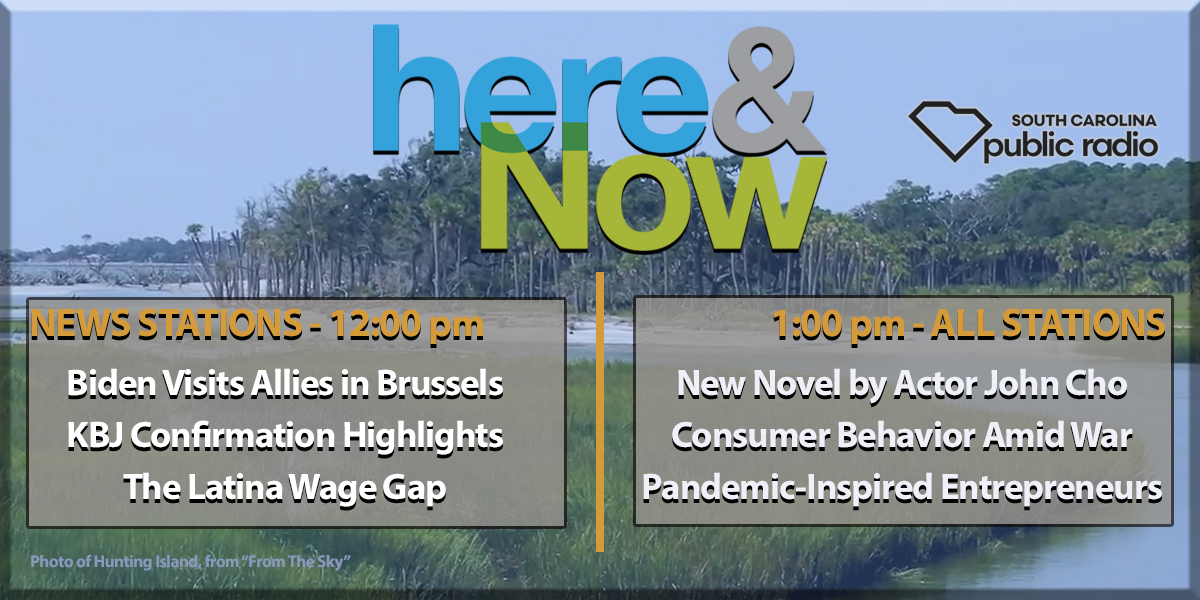 here &
Now
SOUTH CAROLINA
public radio
NEWS STATIONS - 12:00 pm
Biden Visits Allies in Brussels
KBJ Confirmation Highlights
The Latina Wage Gap
1:00 pm - ALL STATIONS
New Novel by Actor John Cho
Consumer Behavior Amid War
Pandemic-Inspired Entrepreneurs
Photo of Hunting Island, from "From The Sky"